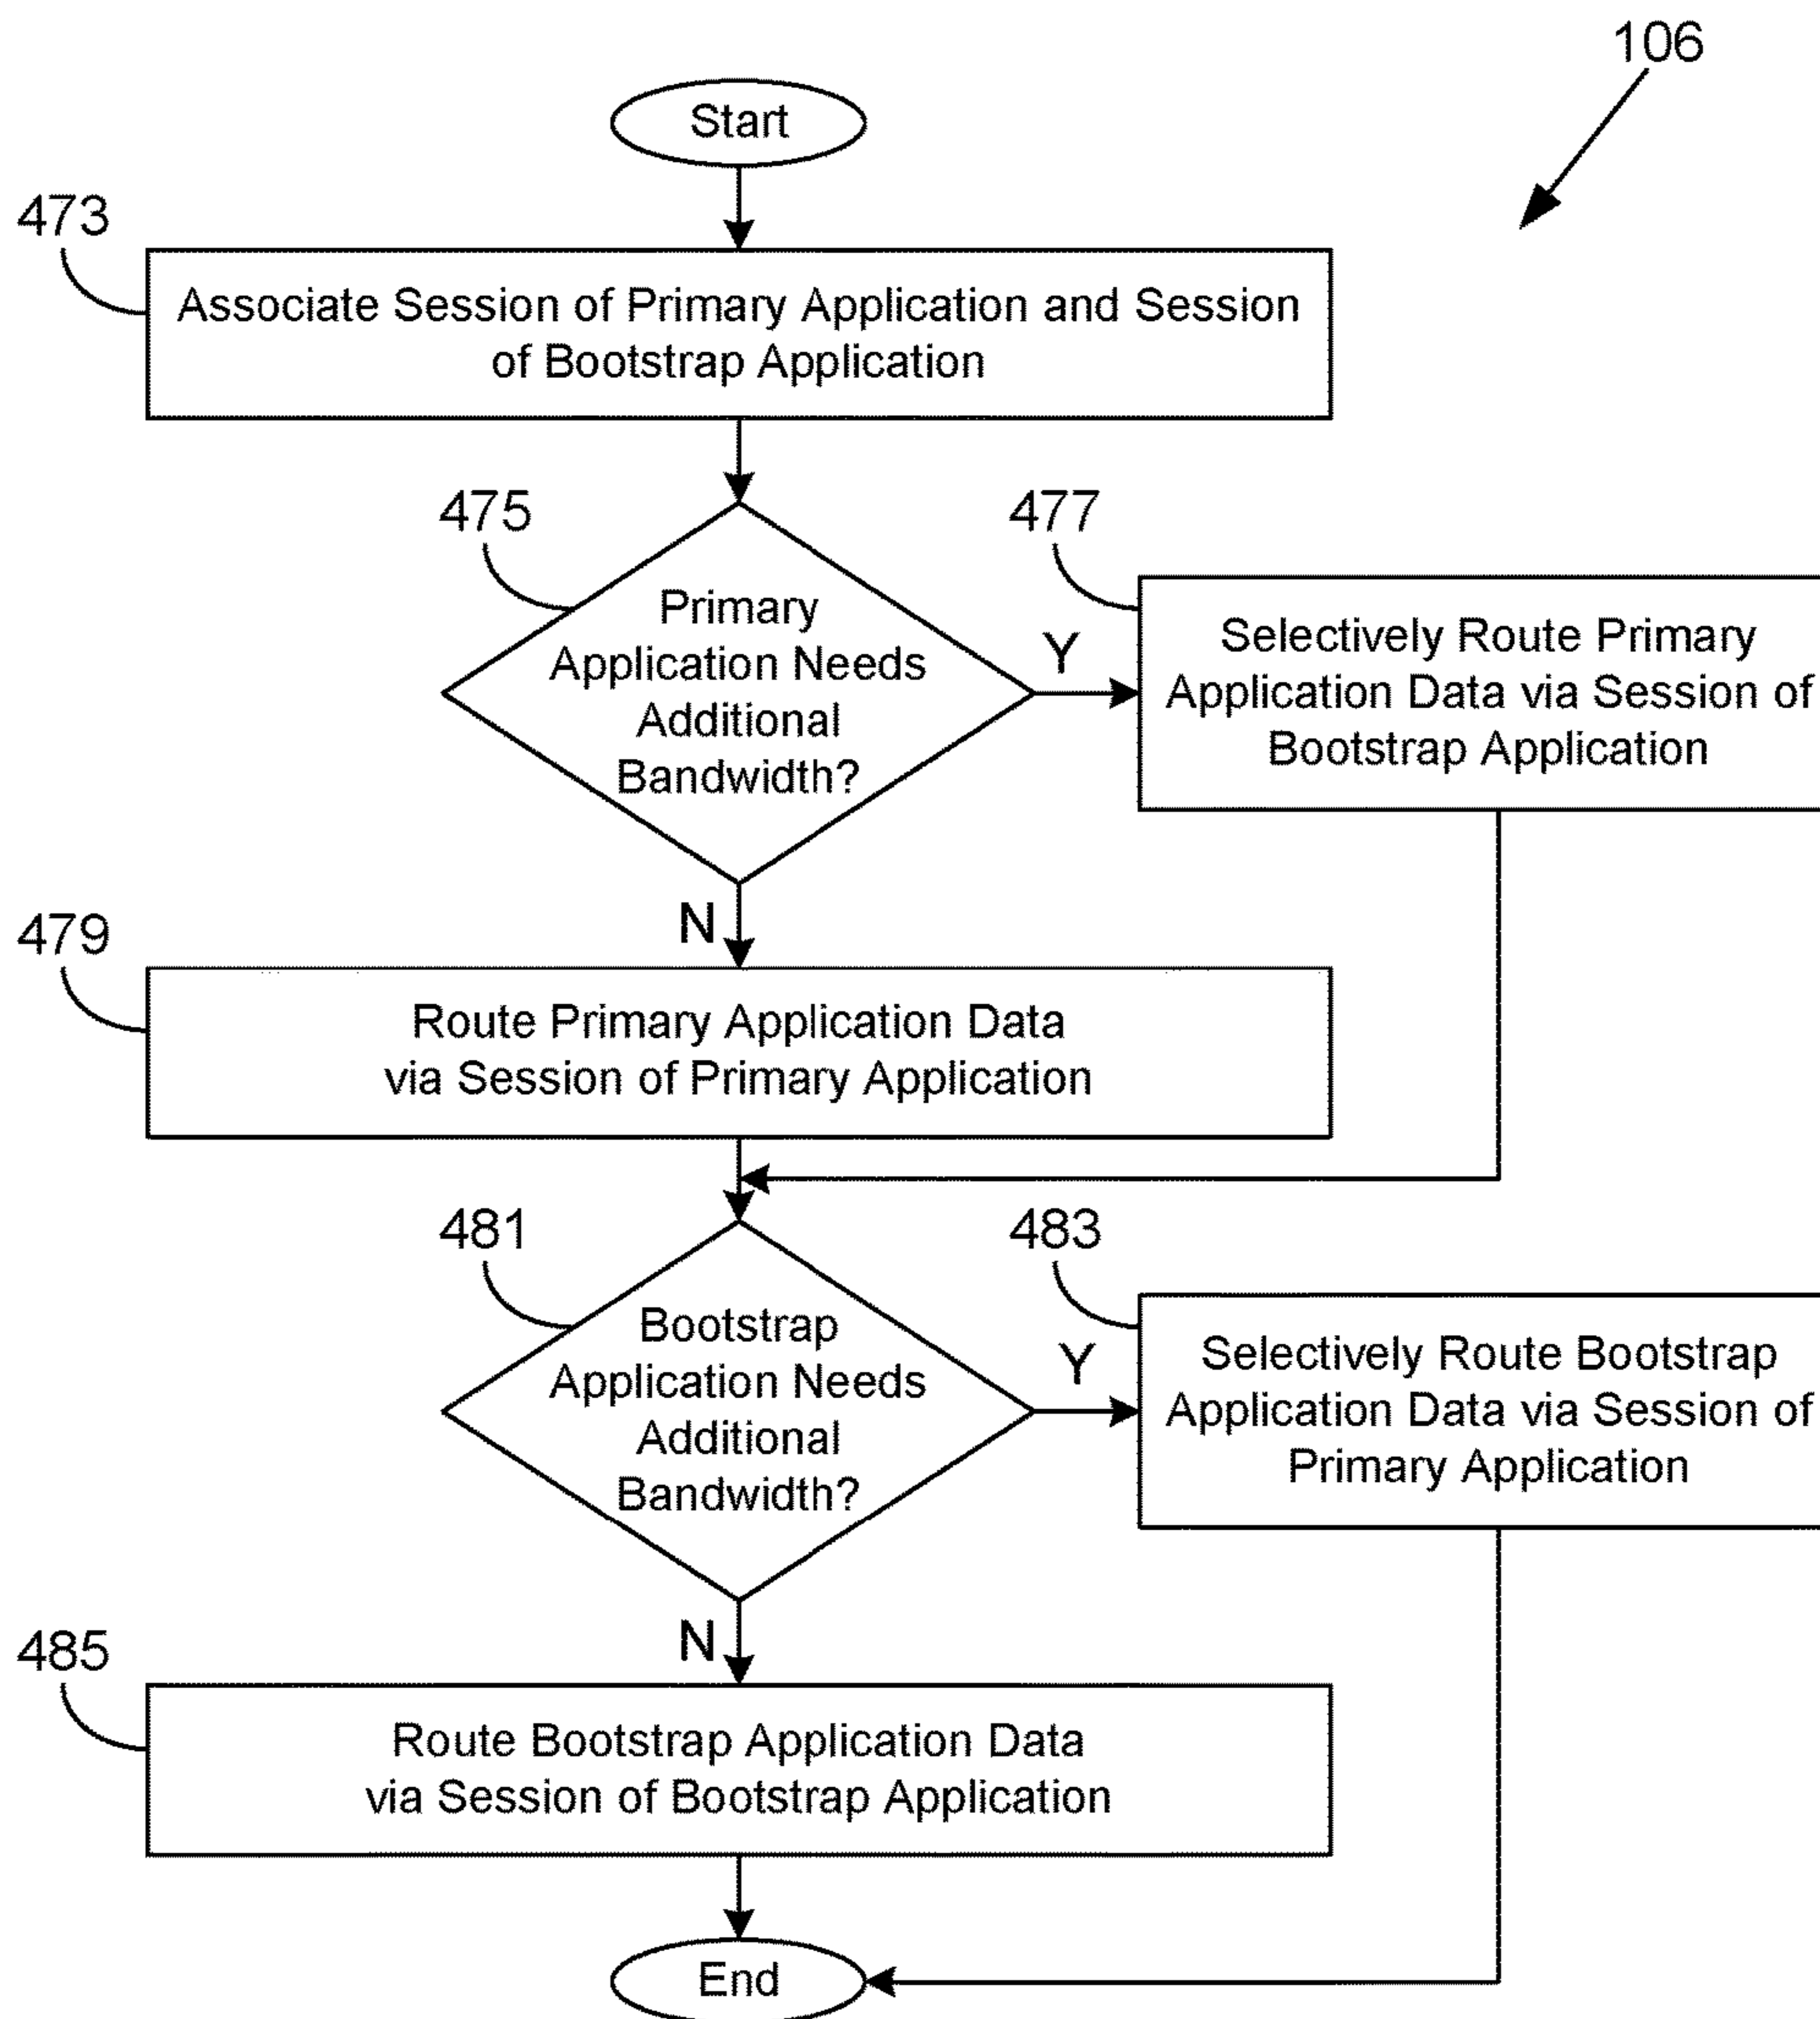 106
Start
473
Associate Session of Primary Application and Session
of Bootstrap Application
475
Primary
Application Needs
Additional
Bandwidth?
Y
477
Selectively Route Primary
Application Data via Session of
Bootstrap Application
N
479
Route Primary Application Data
via Session of Primary Application
481
Bootstrap
Application Needs
Additional
Bandwidth?
Y
483
Selectively Route Bootstrap
Application Data via Session of
Primary Application
N
485
Route Bootstrap Application Data
via Session of Bootstrap Application
End